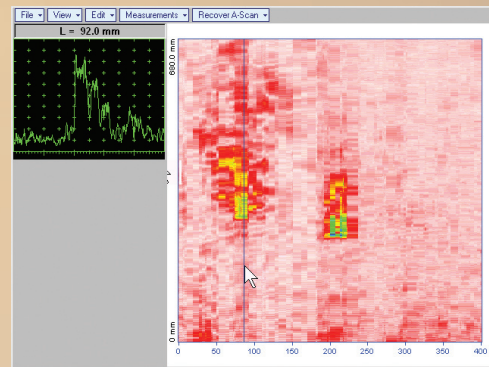 File View Edit Measurements Recover A-Scan
L = 92.0 mm
689.0 mm
0 mm
0 50 100 150 200 250 300 350 400